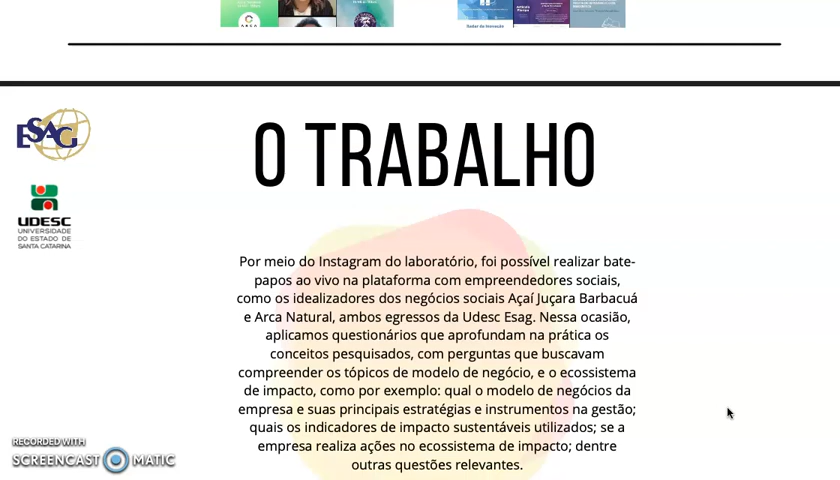 Radar da Inovação
ESAG
UDESC
UNIVERSIDADE
DO ESTADO DE
SANTA CATARINA
O TRABALHO
Por meio do Instagram do laboratório, foi possível realizar bate-
papos ao vivo na plataforma com empreendedores sociais,
como os idealizadores dos negócios sociais Açaí Juçara Barbacuá
e Arca Natural, ambos egressos da Udesc Esag. Nessa ocasião,
aplicamos questionários que aprofundam na prática os
conceitos pesquisados, com perguntas que buscavam
compreender os tópicos de modelo de negócio, e o ecossistema
de impacto, como por exemplo: qual o modelo de negócios da
empresa e suas principais estratégias e instrumentos na gestão;
quais os indicadores de impacto sustentáveis utilizados; se a
empresa realiza ações no ecossistema de impacto; dentre
outras questões relevantes.
RECORDED WITH
SCREENCAST MATIC